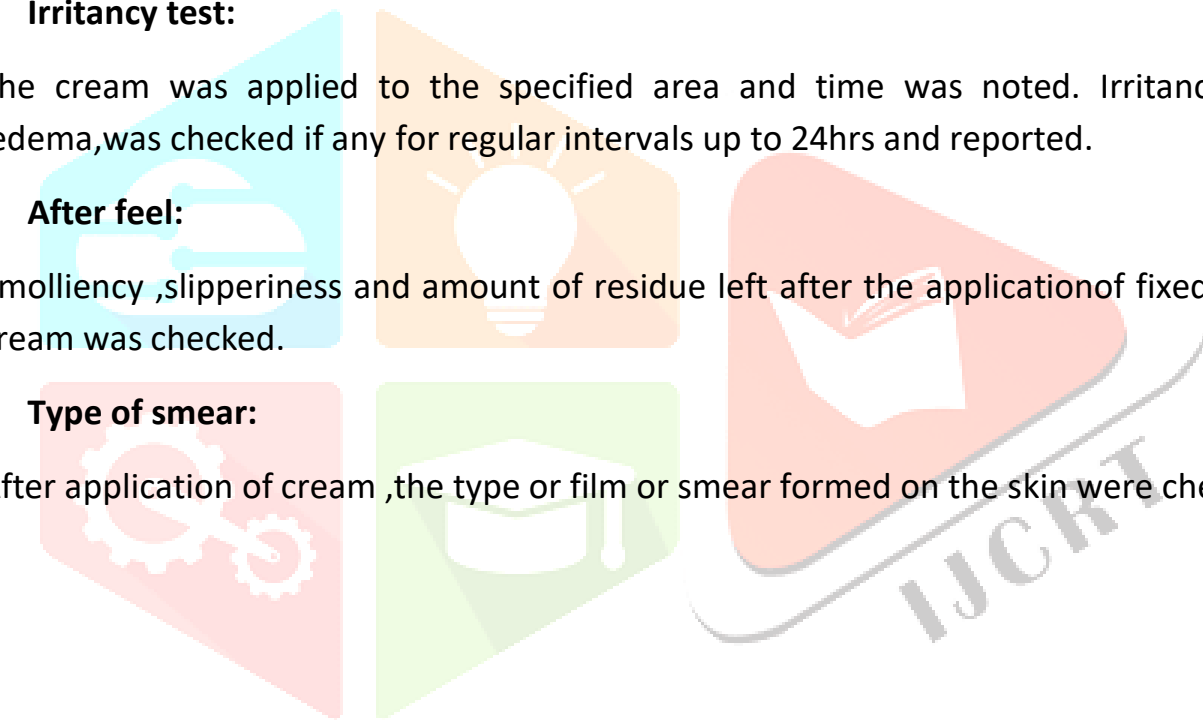 Irritancy test:
he cream was applied to the specified area and time was noted. Irritanc
edema,was checked if any for regular intervals up to 24hrs and reported.
After feel:
molliency ,slipperiness and amount of residue left after the applicationof fixed
ream was checked.
Type of smear:
fter application of cream ,the type or film or smear formed on the skin were che
IJCRT